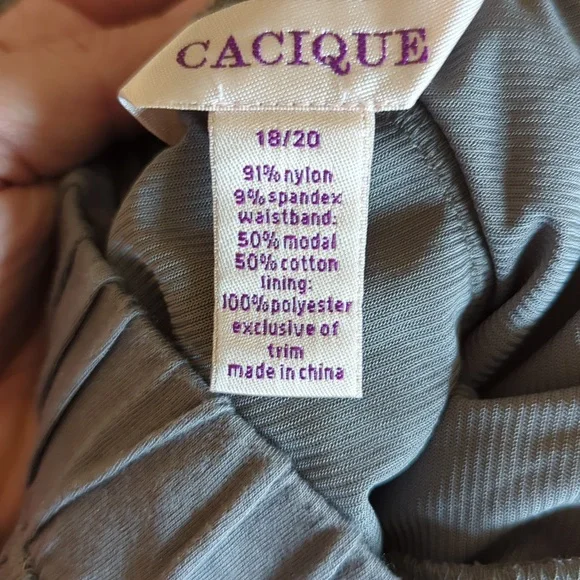 CACIQUE
18/20
91% nylon
9% spandex
waistband:
50% modal
50% cotton
lining:
100% polyester
exclusive of
trim
made in china